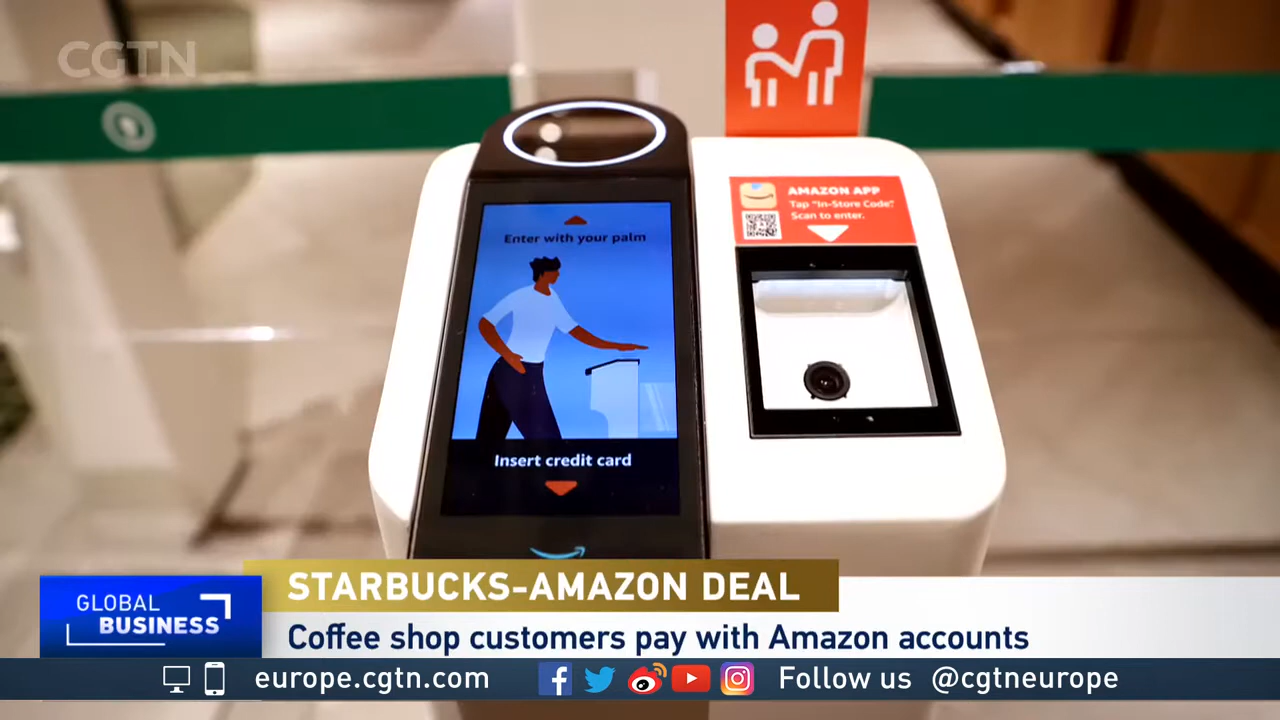 CGTN
Enter with your palm
Insert credit card
AMAZON APP
Tap "In-Store Code".
Scan to enter.
STARBUCKS-AMAZON DEAL
GLOBAL
BUSINESS
Coffee shop customers pay with Amazon accounts
europe.cgtn.com
Follow us @cgtneurope